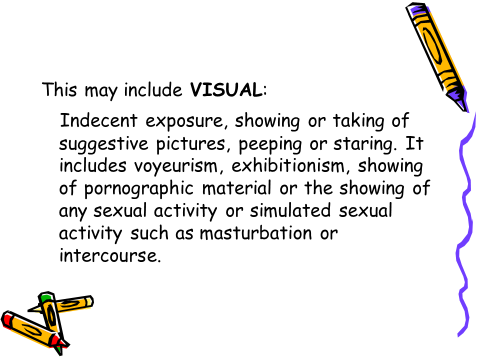 This may include VISUAL:
Indecent exposure, showing or taking of
suggestive pictures, peeping or staring. It
includes voyeurism, exhibitionism, showing
of pornographic material or the showing of
any sexual activity or simulated sexual
activity such as masturbation or
intercourse.